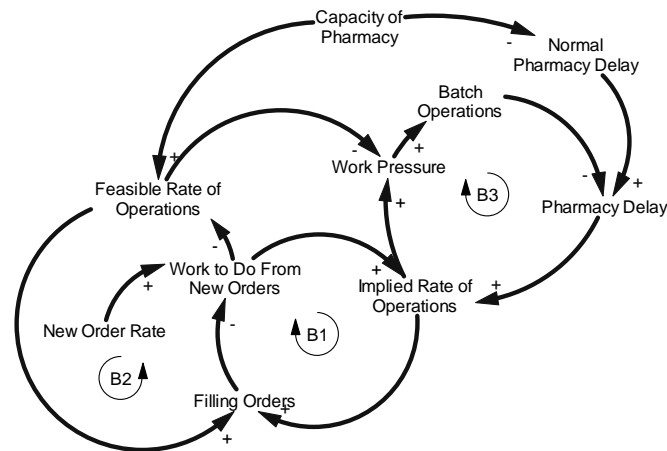 Capacity of
Pharmacy
-
Normal
Pharmacy Delay
Batch
Operations
+
-
+
-
+
Work Pressure
Feasible Rate of
Operations
B3
+
Pharmacy Delay
-
Work to Do From
New Orders
+
+
Implied Rate of
Operations
+
-
New Order Rate
B1
B2
Filling Orders
+
+